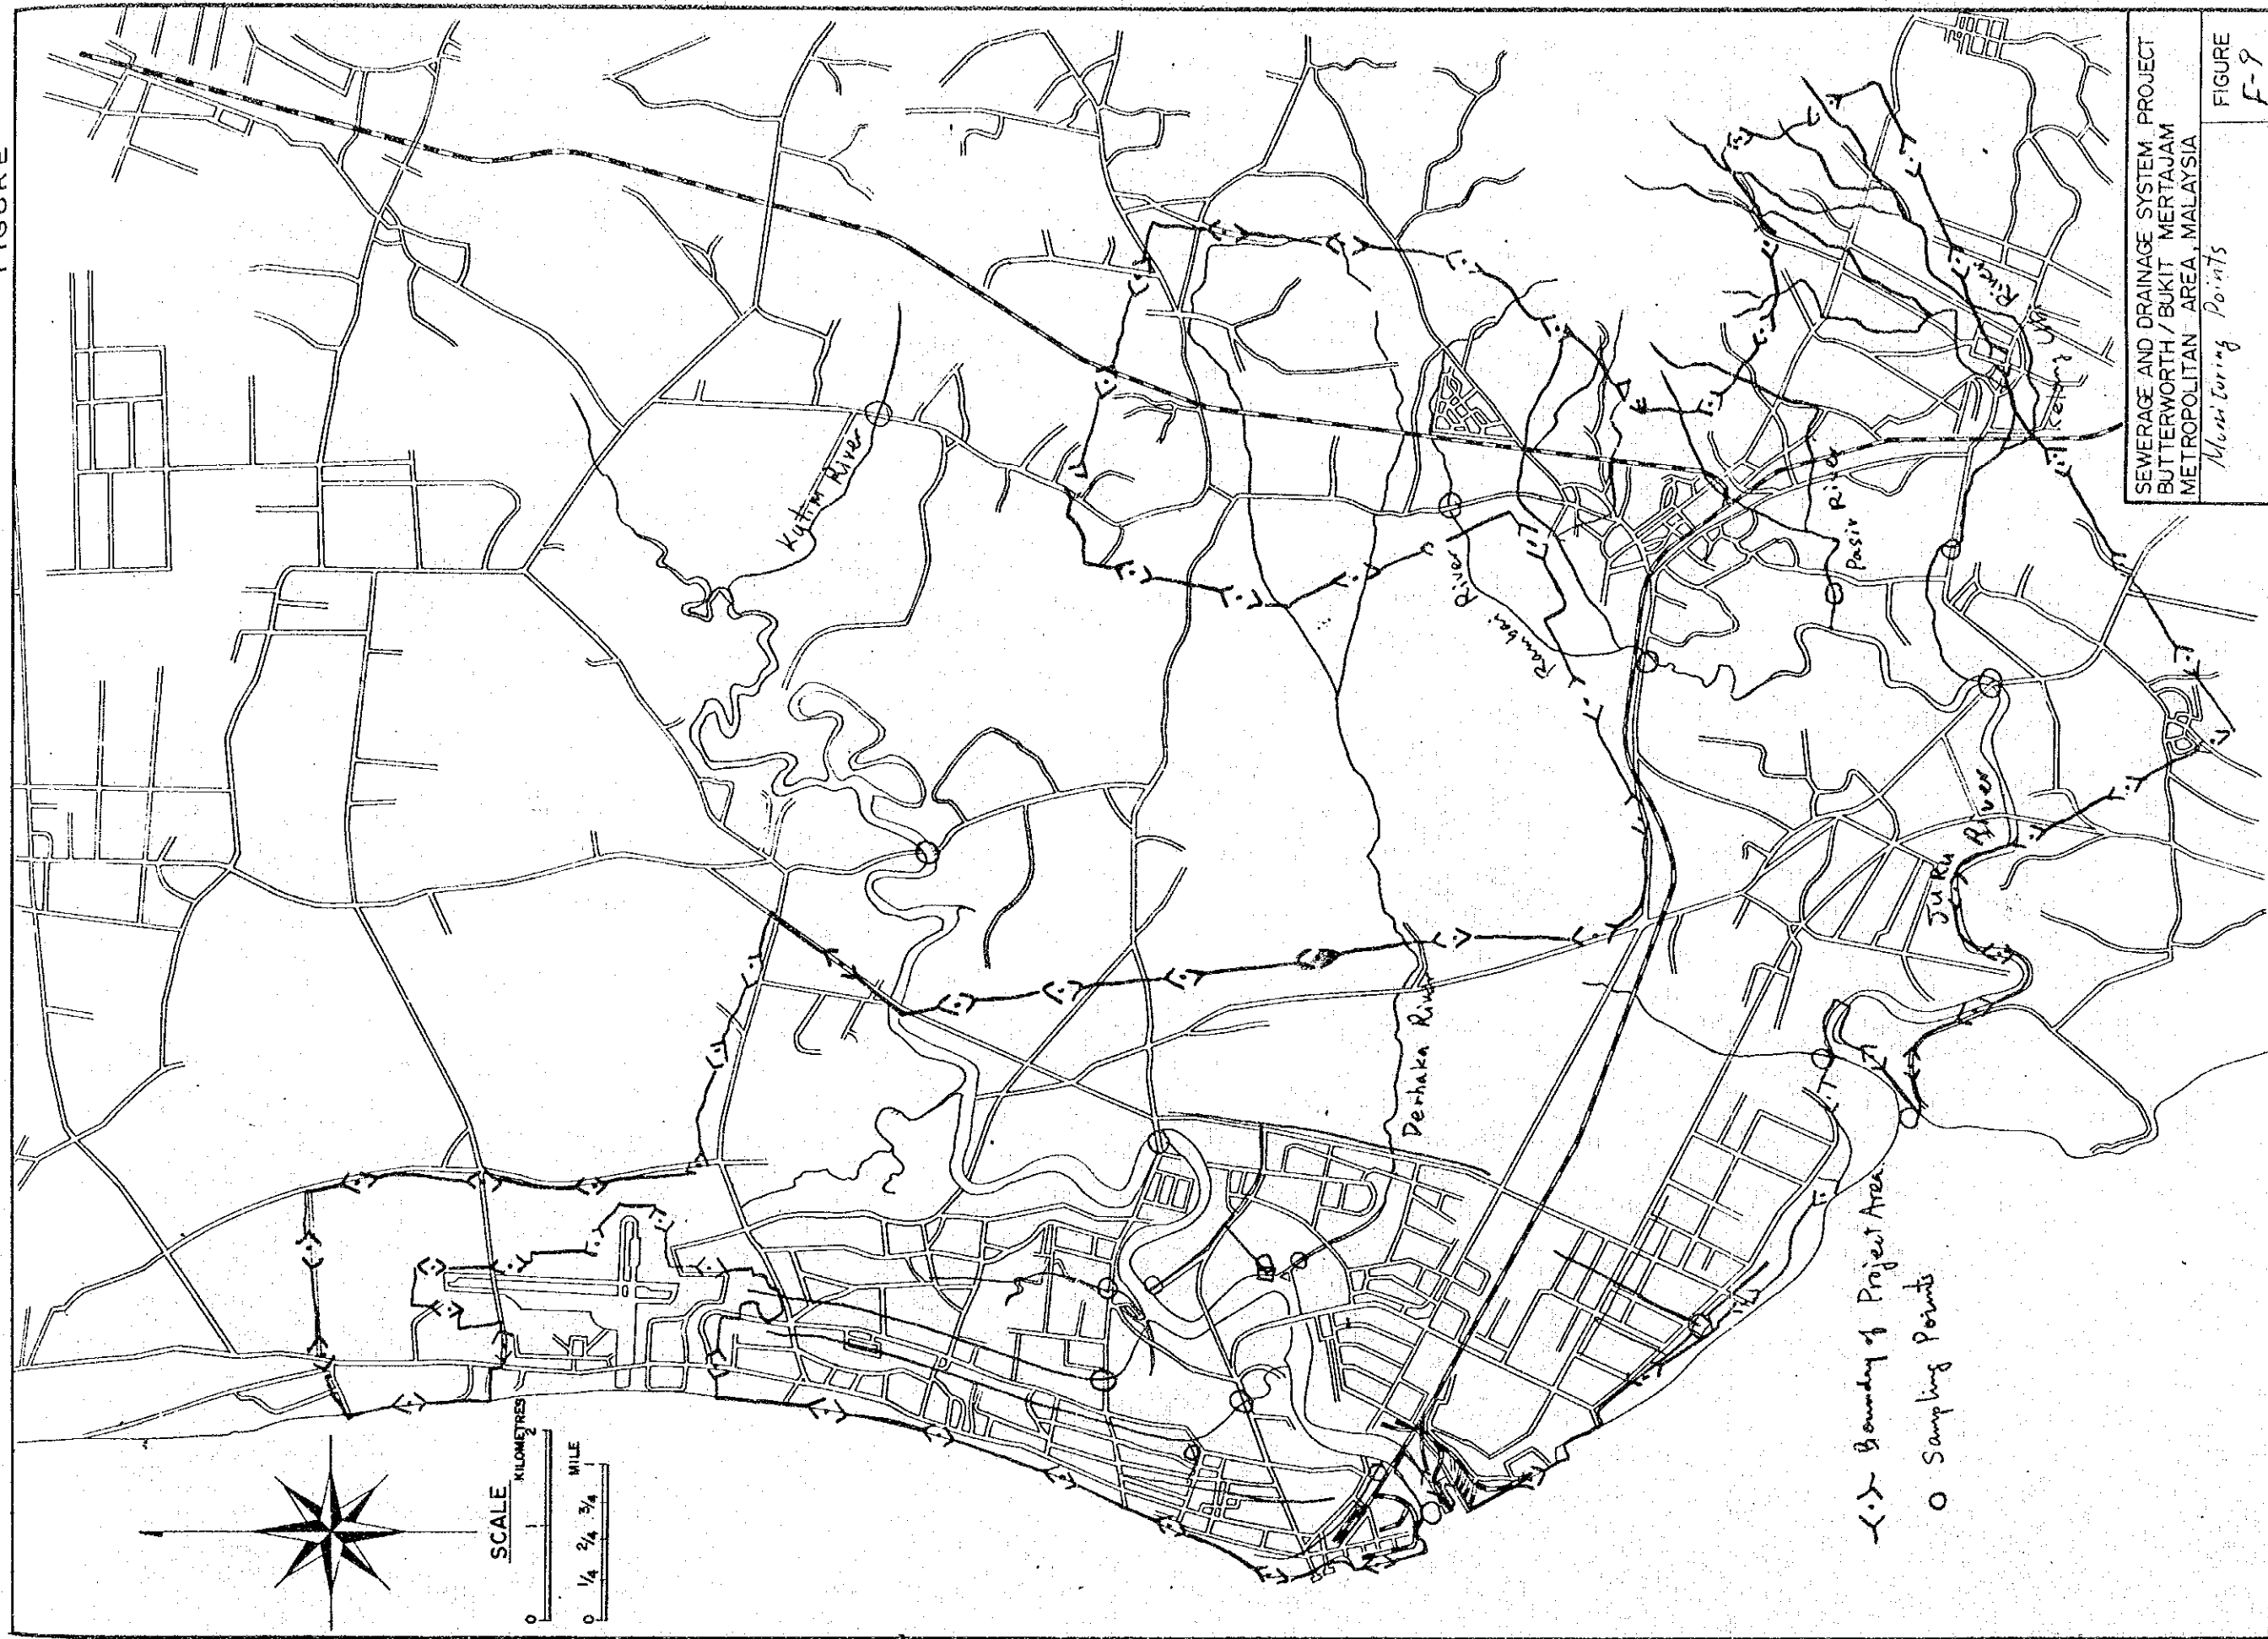 FIGURE
SEWERAGE AND DRAINAGE SYSTEM PROJECT
BUTTERWORTH / BUKIT MERTAJAM
METROPOLITAN AREA, MALAYSIA
Monitoring Points
FIGURE
F-9
SCALE
KILOMETRES
0 1 2
MILE
0 1/4 2/4 3/4 1
Kutim River
Rambai River
Pasir River
River
Derhaka River
Juru River
Boundary of Project Area
Sampling Points